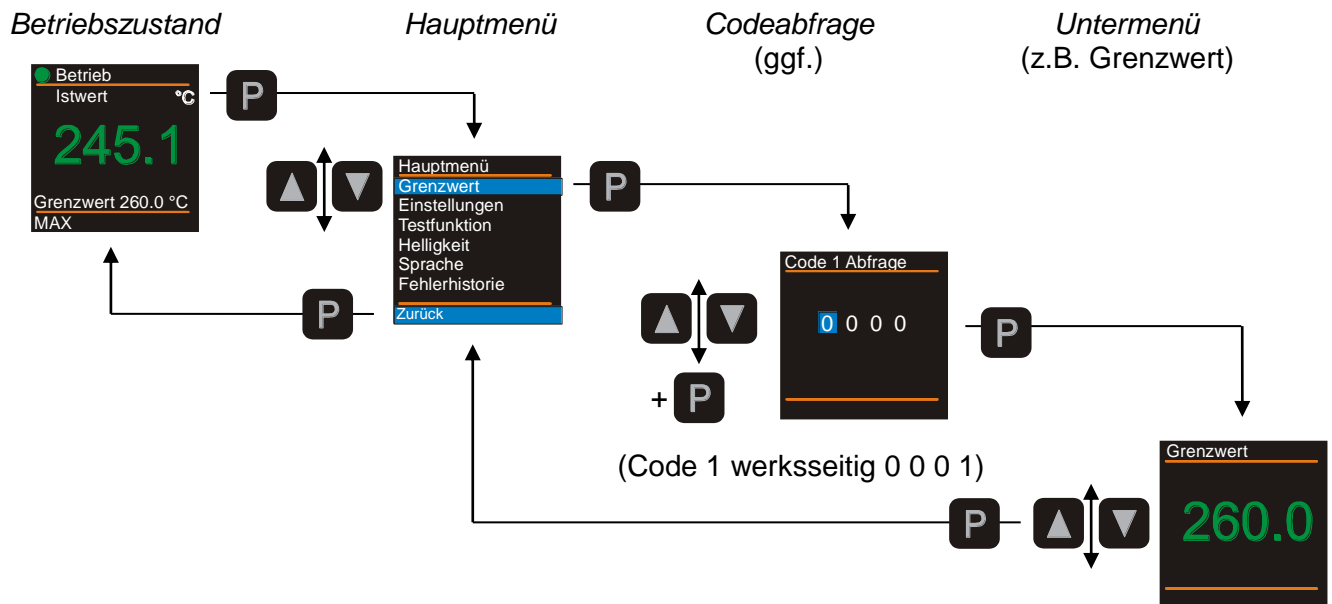 Betriebszustand
Hauptmenü
Codeabfrage
(ggf.)
Untermenü
(z.B. Grenzwert)
Betrieb
Istwert °C
245.1
Grenzwert 260.0 °C
MAX
P
Hauptmenü
Grenzwert
Einstellungen
Testfunktion
Helligkeit
Sprache
Fehlerhistorie
Zurück
P
P
Code 1 Abfrage
0 0 0 0
+ P
P
(Code 1 werksseitig 0 0 0 1)
Grenzwert
260.0
P